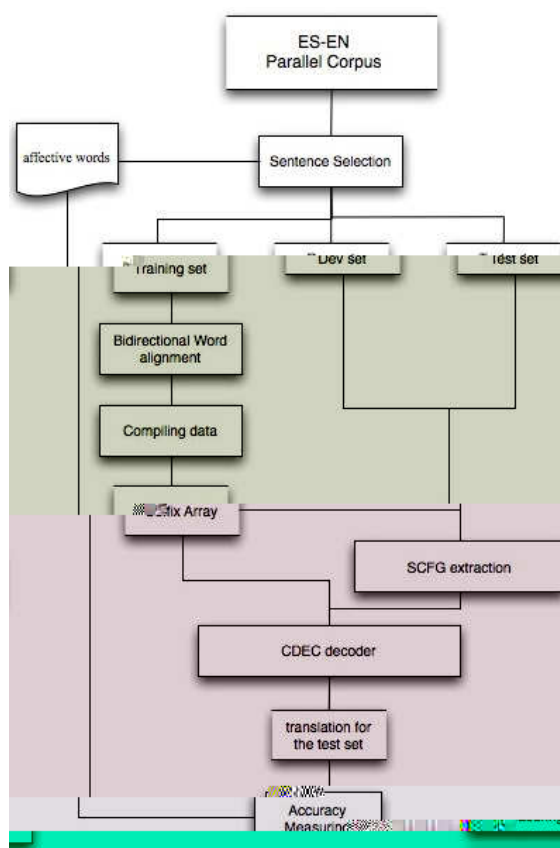 ES-EN
Parallel Corpus
affective words
Sentence Selection
Training set
Dev set
Test set
Bidirectional Word
alignment
Compiling data
Array
SCFG extraction
CDEC decoder
translation for
the test set
Accuracy